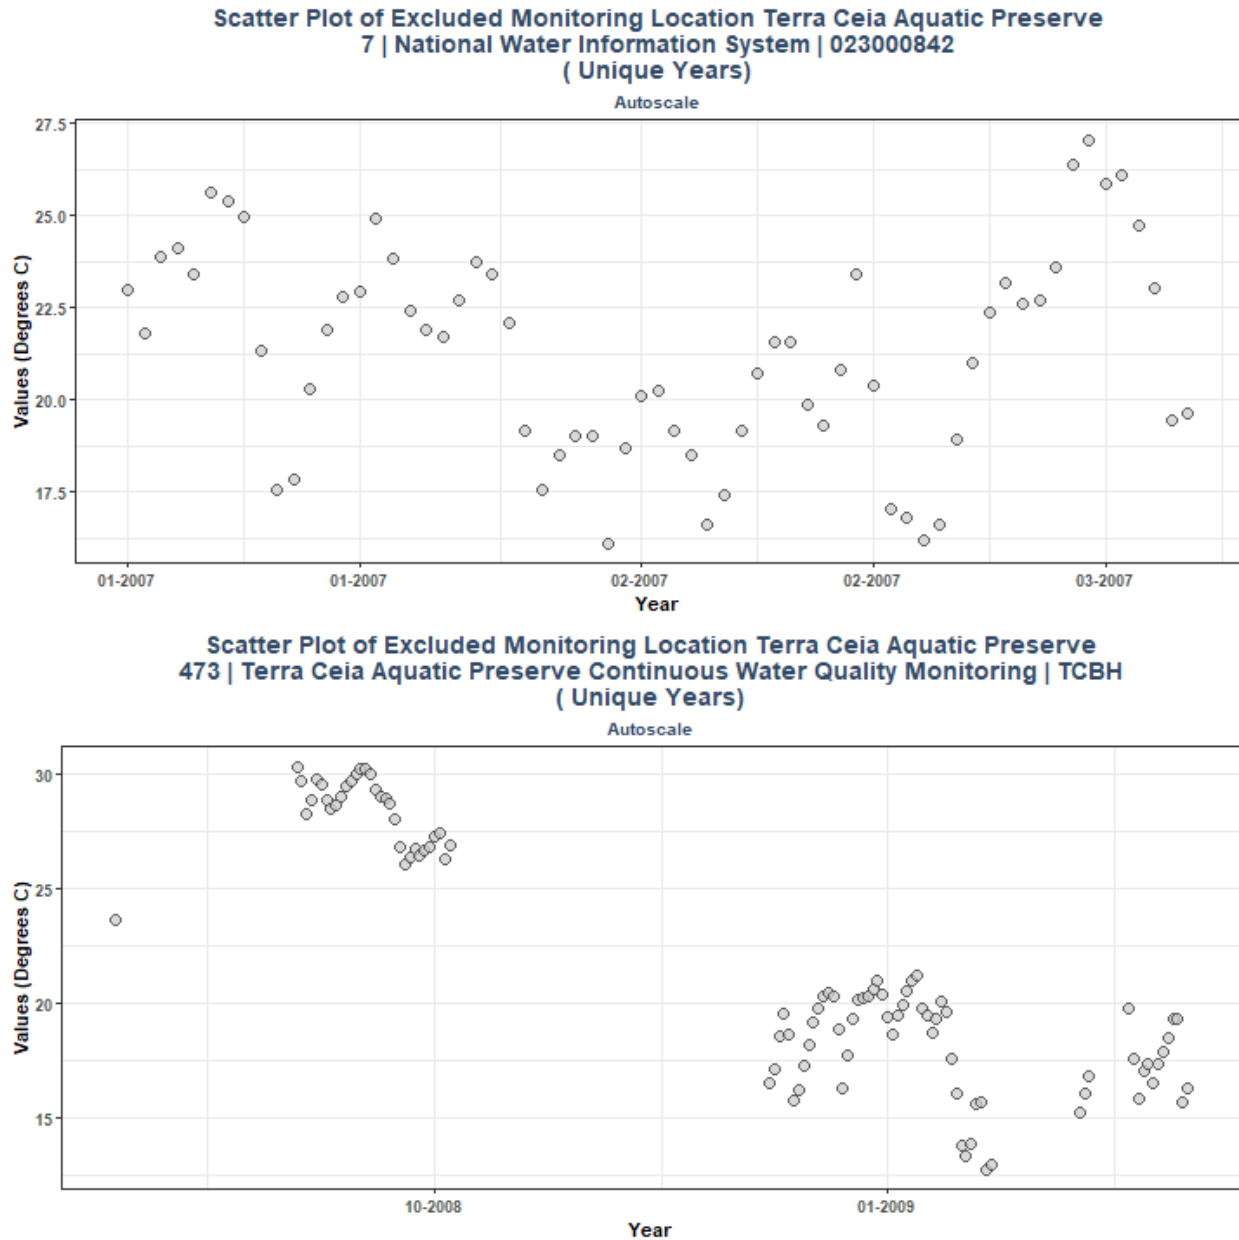 Scatter Plot of Excluded Monitoring Location Terra Ceia Aquatic Preserve
7 | National Water Information System | 023000842
( Unique Years)
Autoscale
27.5
25.0
22.5
20.0
17.5
Values (Degrees C)
01-2007 01-2007 02-2007 02-2007 03-2007
Year
Scatter Plot of Excluded Monitoring Location Terra Ceia Aquatic Preserve
473 | Terra Ceia Aquatic Preserve Continuous Water Quality Monitoring | TCBH
( Unique Years)
Autoscale
30
25
20
15
Values (Degrees C)
10-2008 01-2009
Year